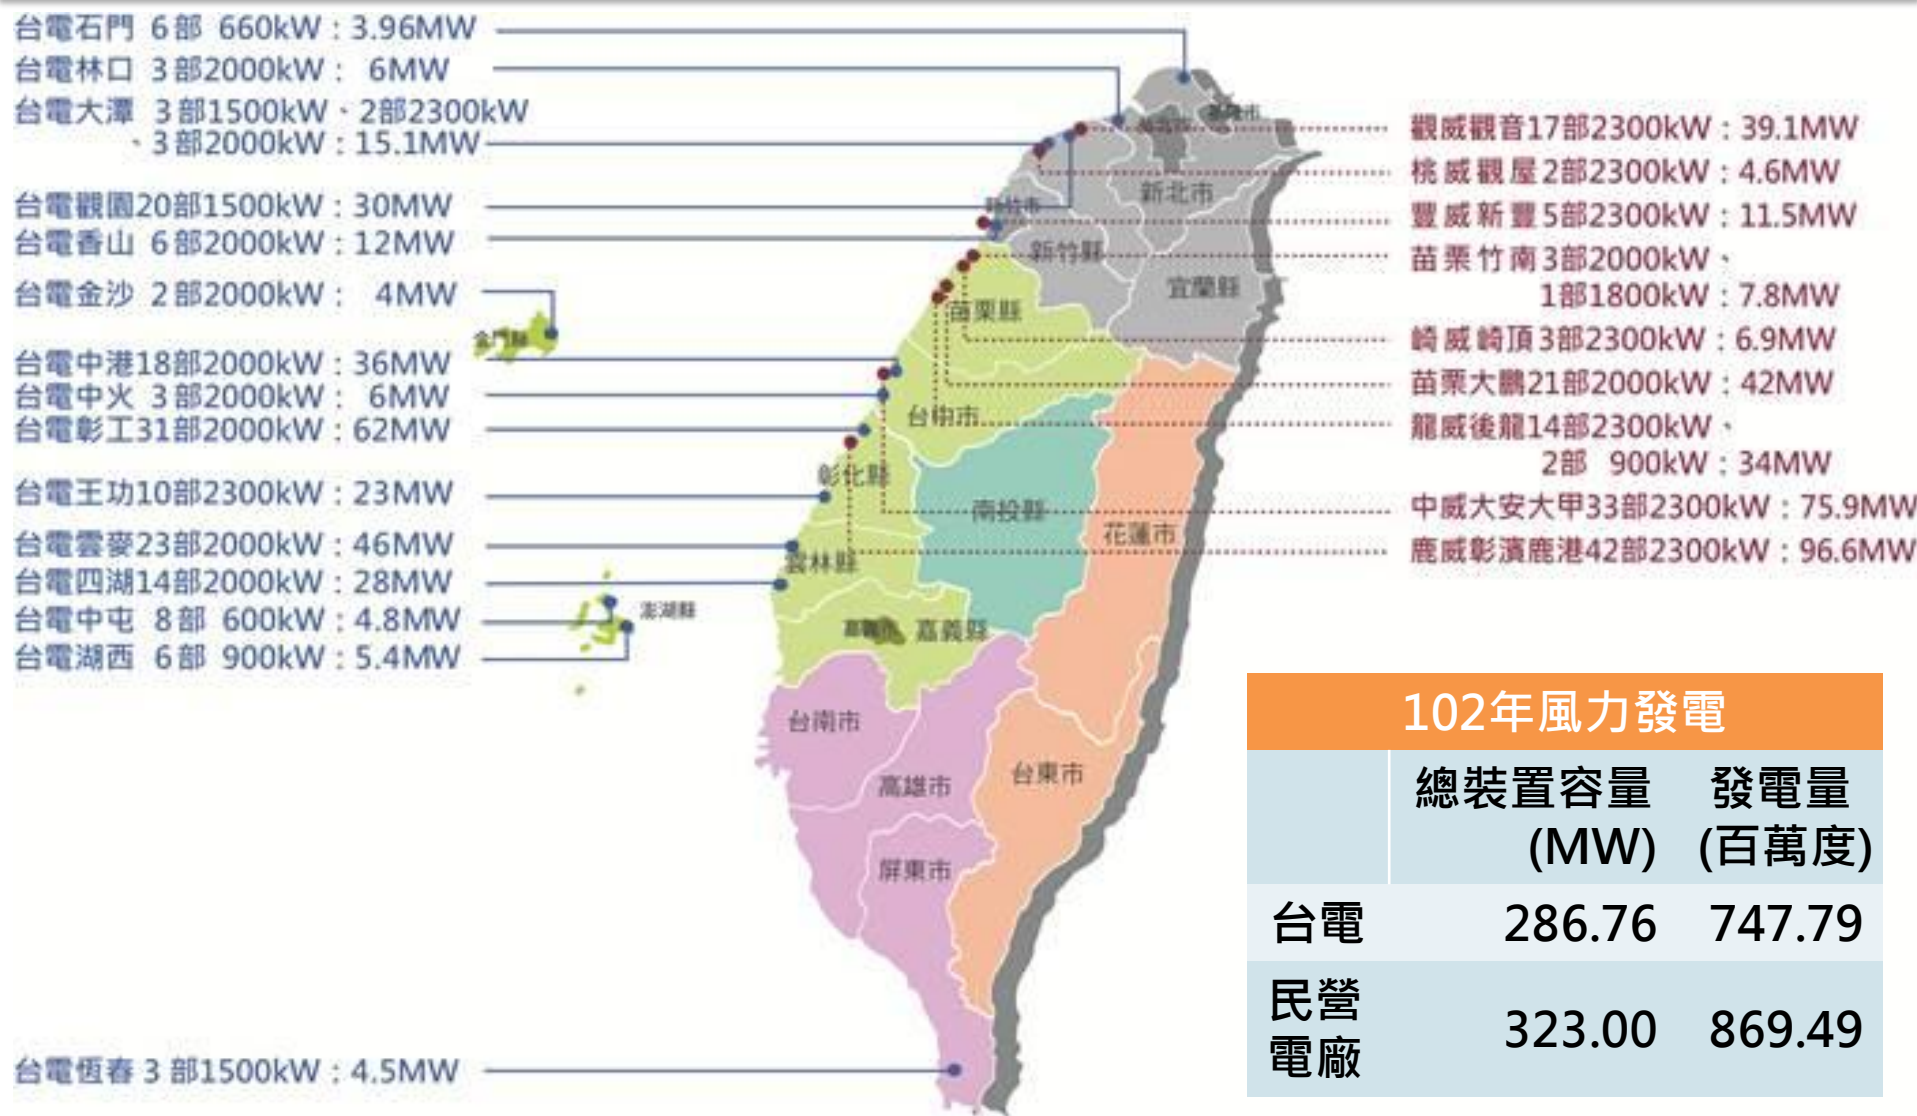 台電石門 6部 660kW：3.96MW
台電林口 3部2000kW： 6MW
台電大潭 3部1500kW、2部2300kW
、3部2000kW：15.1MW
台電觀園20部1500kW：30MW
台電香山 6部2000kW：12MW
台電金沙 2部2000kW： 4MW
台電中港18部2000kW：36MW
台電中火 3部2000kW： 6MW
台電彰工31部2000kW：62MW
台電王功10部2300kW：23MW
台電雲麥23部2000kW：46MW
台電四湖14部2000kW：28MW
台電中屯 8部 600kW：4.8MW
台電湖西 6部 900kW：5.4MW
台電恆春 3部1500kW：4.5MW
新北市
新竹市
新竹縣
宜蘭縣
苗栗縣
金門縣
台中市
彰化縣
南投縣
花蓮市
雲林縣
澎湖縣
嘉義縣
台南市
高雄市
台東市
屏東市
觀威觀音17部2300kW：39.1MW
桃威觀屋2部2300kW：4.6MW
豐威新豐5部2300kW：11.5MW
苗栗竹南3部2000kW、
1部1800kW：7.8MW
崎威崎頂3部2300kW：6.9MW
苗栗大鵬21部2000kW：42MW
龍威後龍14部2300kW、
2部 900kW：34MW
中威大安大甲33部2300kW：75.9MW
鹿威彰濱鹿港42部2300kW：96.6MW
102年風力發電
總裝置容量 發電量
(MW) (百萬度)
台電 286.76 747.79
民營
電廠 323.00 869.49